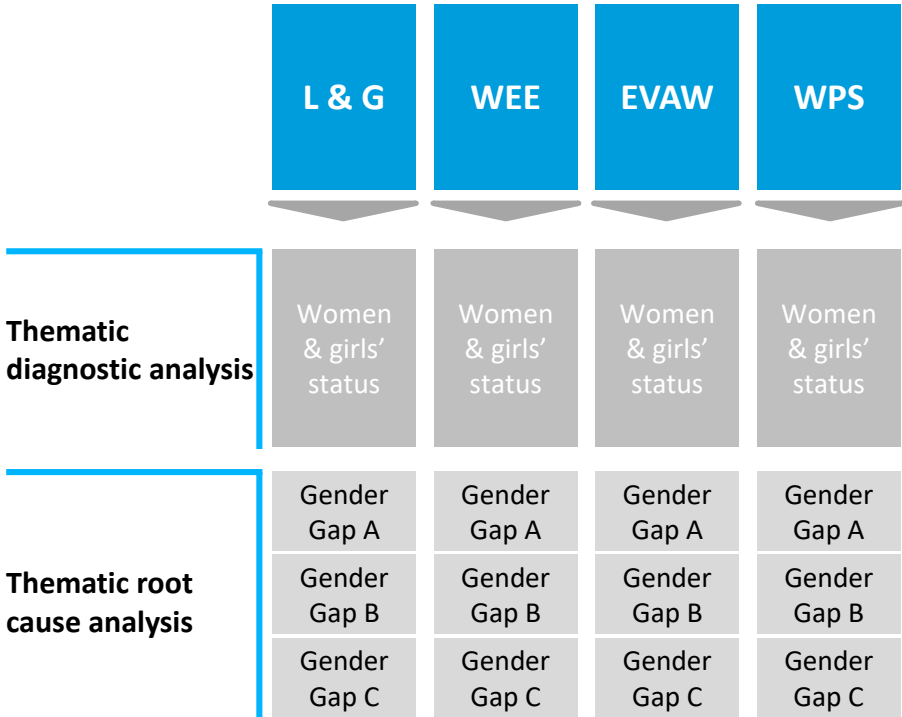 L & G
WEE
EVAW
WPS
Thematic
diagnostic analysis
Women
& girls’
status
Women
& girls’
status
Women
& girls’
status
Women
& girls’
status
Thematic root
cause analysis
Gender
Gap A
Gender
Gap A
Gender
Gap A
Gender
Gap A
Gender
Gap B
Gender
Gap B
Gender
Gap B
Gender
Gap B
Gender
Gap C
Gender
Gap C
Gender
Gap C
Gender
Gap C